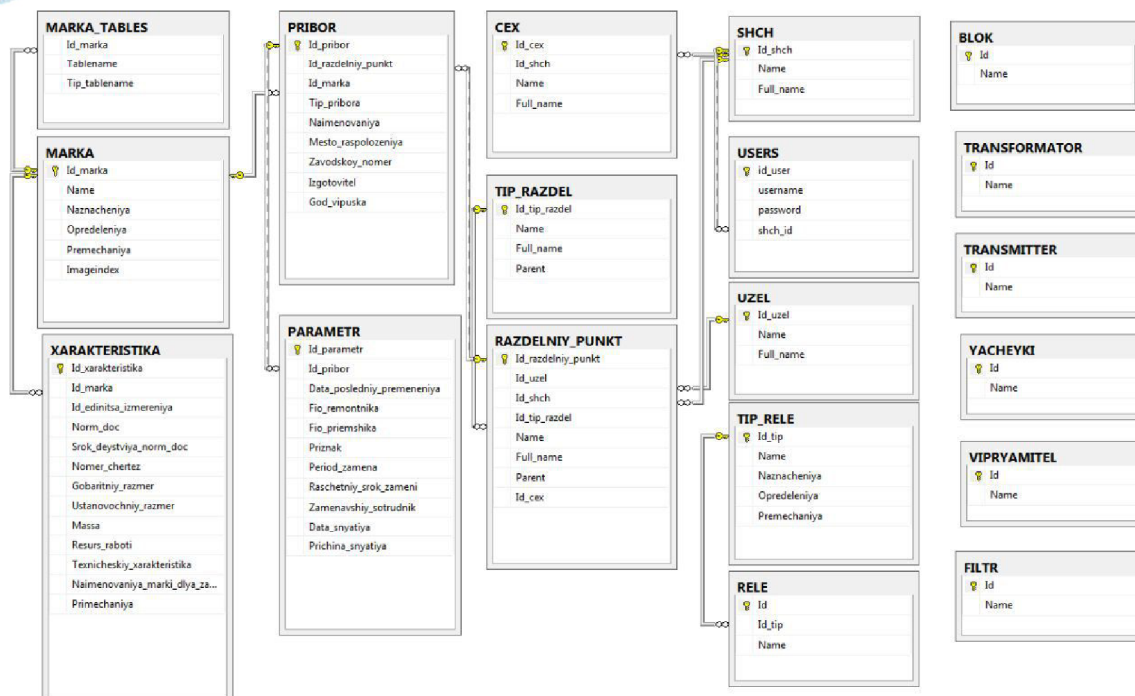 MARKA_TABLES
Id_marka
Tablename
Tip_tablename
MARKA
Id_marka
Name
Naznacheniya
Opredeleniya
Premechaniya
Imageindex
XARAKTERISTIKA
Id_xarakteristika
Id_marka
Id_edinitsa_izmereniya
Norm_doc
Srok_deystviya_norm_doc
Nomer_chertez
Gobaritniy_razmer
Ustanovochniy_razmer
Massa
Resurs_raboti
Texnicheskiy_xarakteristika
Naimenovaniya_marki_dlya_za...
Primechaniya
PRIBOR
Id_pribor
Id_razdelniy_punkt
Id_marka
Tip_pribora
Naimenovaniya
Mesto_raspolozeniya
Zavodskoy_nomer
Izgotovitel
God_vipuska
PARAMETR
Id_parametr
Id_pribor
Data_posledniy_premeneniya
Fio_remontnika
Fio_priemshika
Priznak
Period_zamena
Raschetniy_srok_zameni
Zamenavshiy_sotrudnik
Data_snyatiya
Prichina_snyatiya
CEX
Id_cex
Id_shch
Name
Full_name
TIP_RAZDEL
Id_tip_razdel
Name
Full_name
Parent
RAZDELNIY_PUNKT
Id_razdelniy_punkt
Id_uzel
Id_shch
Id_tip_razdel
Name
Full_name
Parent
Id_cex
SHCH
Id_shch
Name
Full_name
USERS
id_user
username
password
shch_id
UZEL
Id_uzel
Name
Full_name
TIP_RELE
Id_tip
Name
Naznacheniya
Opredeleniya
Premechaniya
RELE
Id
Id_tip
Name
BLOK
Id
Name
TRANSFORMATOR
Id
Name
TRANSMITTER
Id
Name
YACHEYKI
Id
Name
VIPRYAMITEL
Id
Name
FILTR
Id
Name